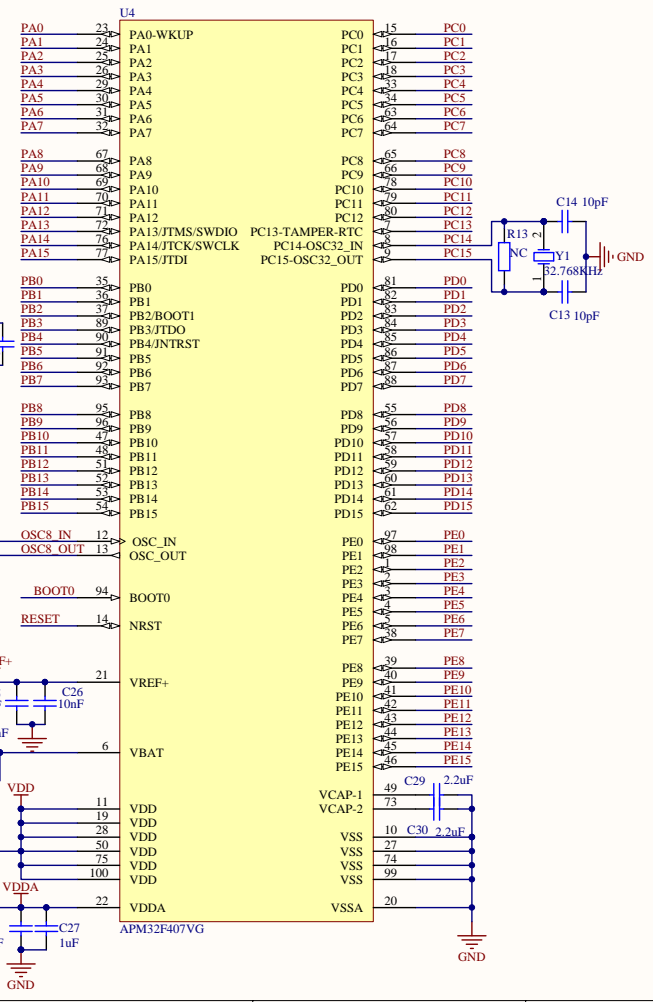 U4
PA0 23 PA0-WKUP PC0 15 PC0
PA1 24 PA1 PC1 16 PC1
PA2 25 PA2 PC2 17 PC2
PA3 26 PA3 PC3 18 PC3
PA4 29 PA4 PC4 33 PC4
PA5 30 PA5 PC5 34 PC5
PA6 31 PA6 PC6 63 PC6
PA7 32 PA7 PC7 64 PC7
PA8 67 PA8 PC8 65 PC8
PA9 68 PA9 PC9 66 PC9
PA10 69 PA10 PC10 78 PC10
PA11 70 PA11 PC11 79 PC11
PA12 71 PA12 PC12 80 PC12
PA13 72 PA13/JTMS/SWDIO PC13-TAMPER-RTC 7 PC13
PA14 76 PA14/JTCK/SWCLK PC14-OSC32_IN 8 PC14
PA15 77 PA15/JTDI PC15-OSC32_OUT 9 PC15
C14 10pF
R13 2
NC Y1 GND
32.768KHz
1
C13 10pF
PB0 35 PB0 PD0 81 PD0
PB1 36 PB1 PD1 82 PD1
PB2 37 PB2/BOOT1 PD2 83 PD2
PB3 89 PB3/JTDO PD3 84 PD3
PB4 90 PB4/JNTRST PD4 85 PD4
PB5 91 PB5 PD5 86 PD5
PB6 92 PB6 PD6 87 PD6
PB7 93 PB7 PD7 88 PD7
PB8 95 PB8 PD8 55 PD8
PB9 96 PB9 PD9 56 PD9
PB10 47 PB10 PD10 57 PD10
PB11 48 PB11 PD11 58 PD11
PB12 51 PB12 PD12 59 PD12
PB13 52 PB13 PD13 60 PD13
PB14 53 PB14 PD14 61 PD14
PB15 54 PB15 PD15 62 PD15
OSC8_IN 12 OSC_IN PE0 97 PE0
OSC8_OUT 13 OSC_OUT PE1 98 PE1
PE2 1 PE2
PE3 2 PE3
BOOT0 94 BOOT0 PE4 3 PE4
PE5 4 PE5
RESET 14 NRST PE6 5 PE6
PE7 38 PE7
F+ PE8 39 PE8
21 VREF+ PE9 40 PE9
C26 PE10 41 PE10
10nF PE11 42 PE11
PE12 43 PE12
F PE13 44 PE13
6 VBAT PE14 45 PE14
PE15 46 PE15
VDD VCAP-1 49 C29 2.2uF
11 VDD VCAP-2 73
19 VDD
28 VDD VSS 10 C30 2.2uF
50 VDD VSS 27
75 VDD VSS 74
100 VDD VSS 99
VDDA
22 VDDA VSSA 20
C27 APM32F407VG
F 1uF
GND GND